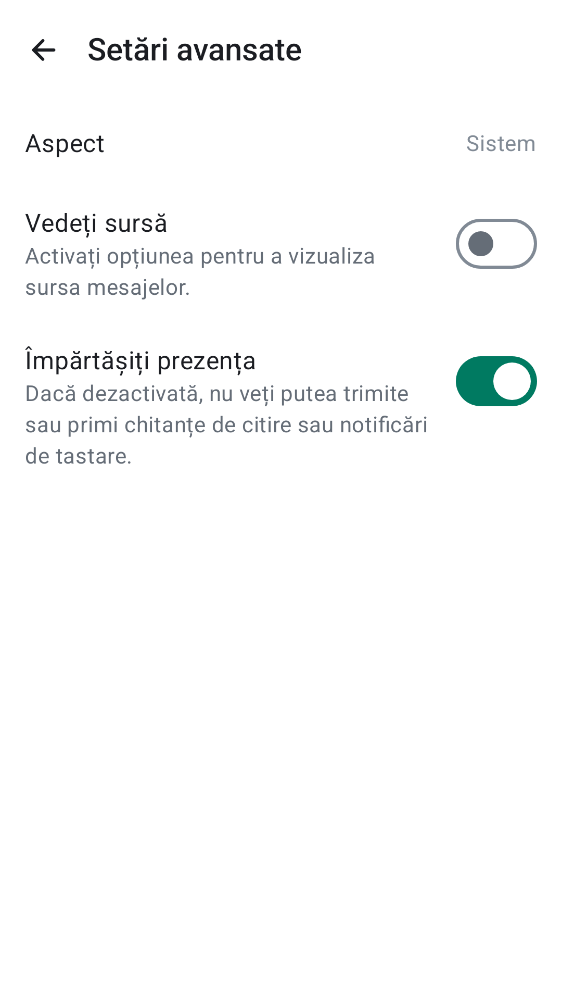 Setări avansate
Aspect
Sistem
Vedeți sursă
Activați opțiunea pentru a vizualiza
sursa mesajelor.
Împărtășiți prezența
Dacă dezactivată, nu veți putea trimite
sau primi chitanțe de citire sau notificări
de tastare.